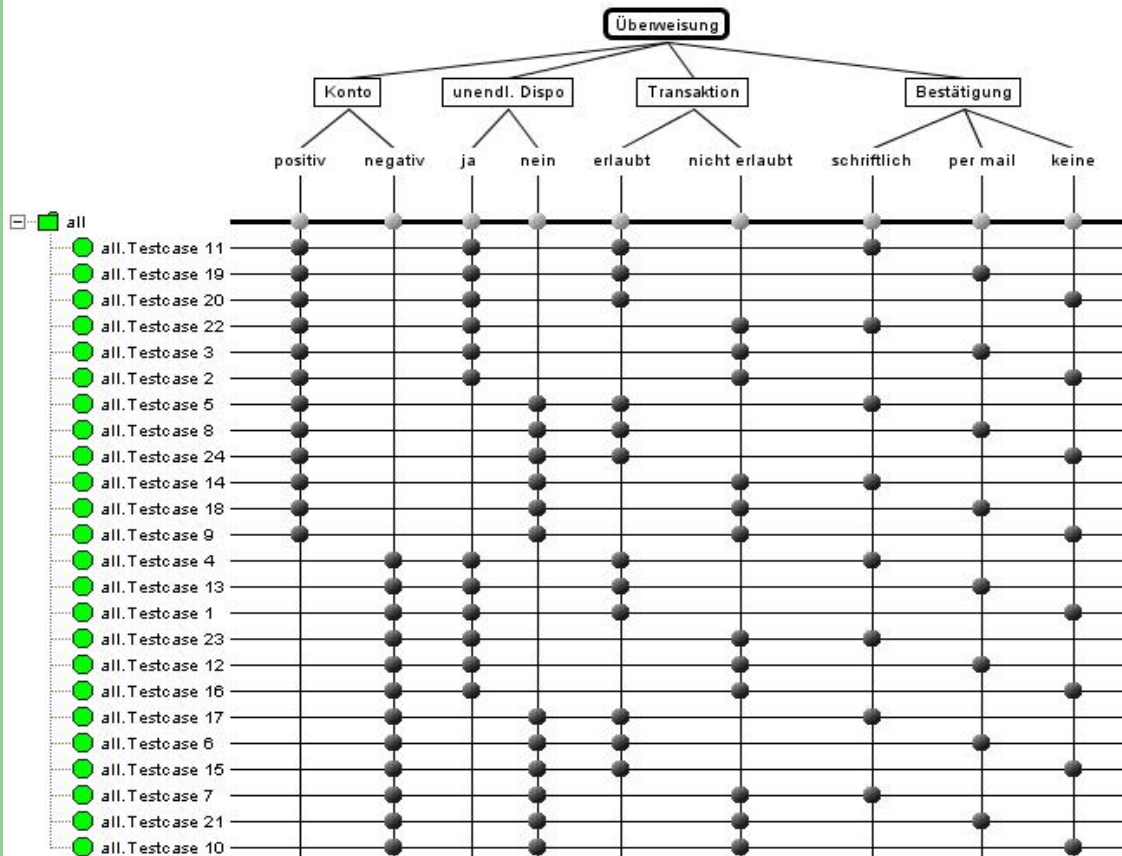 Überweisung
Konto unendl. Dispo Transaktion Bestätigung
positiv negativ ja nein erlaubt nicht erlaubt schriftlich per mail keine
all
all.Testcase 11
all.Testcase 19
all.Testcase 20
all.Testcase 22
all.Testcase 3
all.Testcase 2
all.Testcase 5
all.Testcase 8
all.Testcase 24
all.Testcase 14
all.Testcase 18
all.Testcase 9
all.Testcase 4
all.Testcase 13
all.Testcase 1
all.Testcase 23
all.Testcase 12
all.Testcase 16
all.Testcase 17
all.Testcase 6
all.Testcase 15
all.Testcase 7
all.Testcase 21
all.Testcase 10